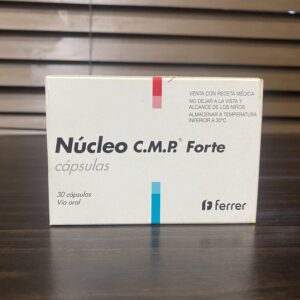 VENTA CON RECETA MÉDICA
NO DEJAR A LA VISTA Y
ALCANCE DE LOS NIÑOS
ALMACENAR A TEMPERATURA
INFERIOR A 30°C
Núcleo C.M.P.® Forte
cápsulas
30 cápsulas
Vía oral
ferrer